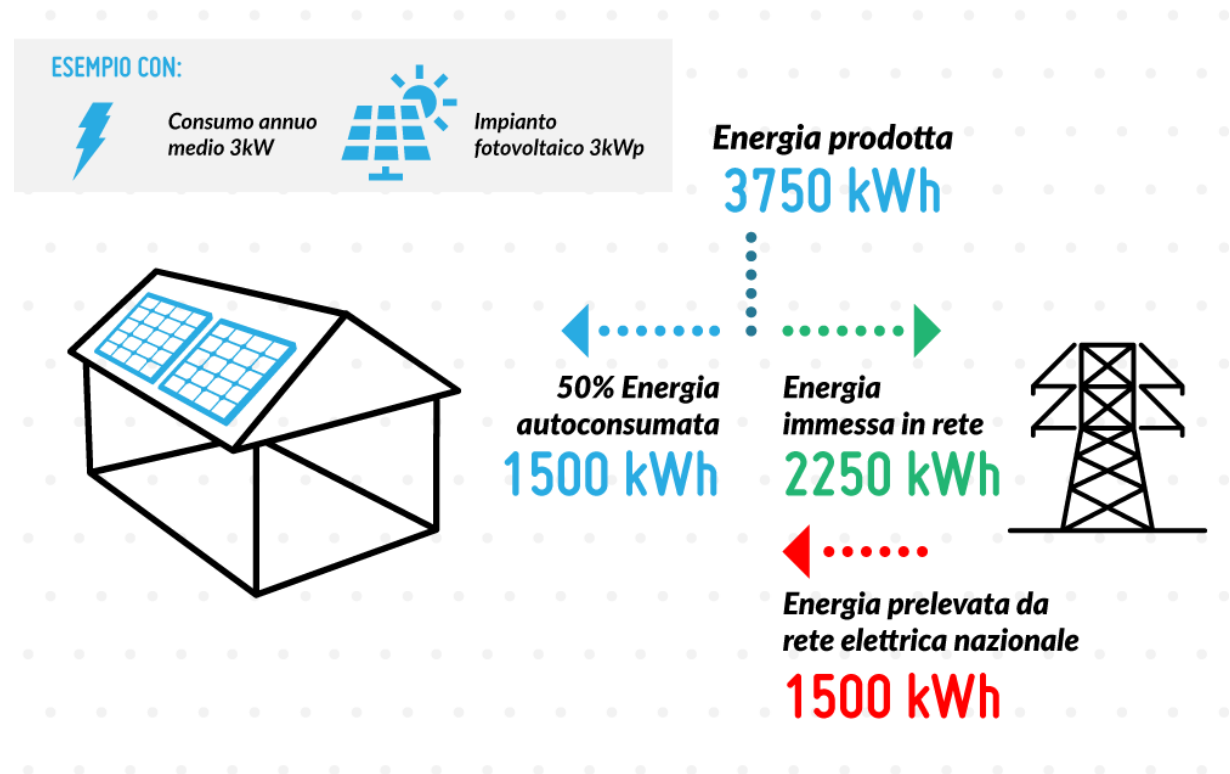 ESEMPIO CON:
Consumo annuo
medio 3kW
Impianto
fotovoltaico 3kWp
Energia prodotta
3750 kWh
50% Energia
autoconsumata
1500 kWh
Energia
immessa in rete
2250 kWh
Energia prelevata da
rete elettrica nazionale
1500 kWh